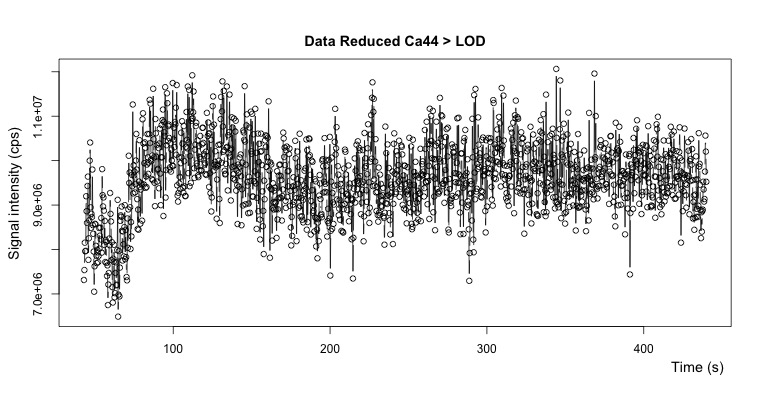 Data Reduced Ca44 > LOD
Signal intensity (cps)
1.1e+07
9.0e+06
7.0e+06
100 200 300 400
Time (s)